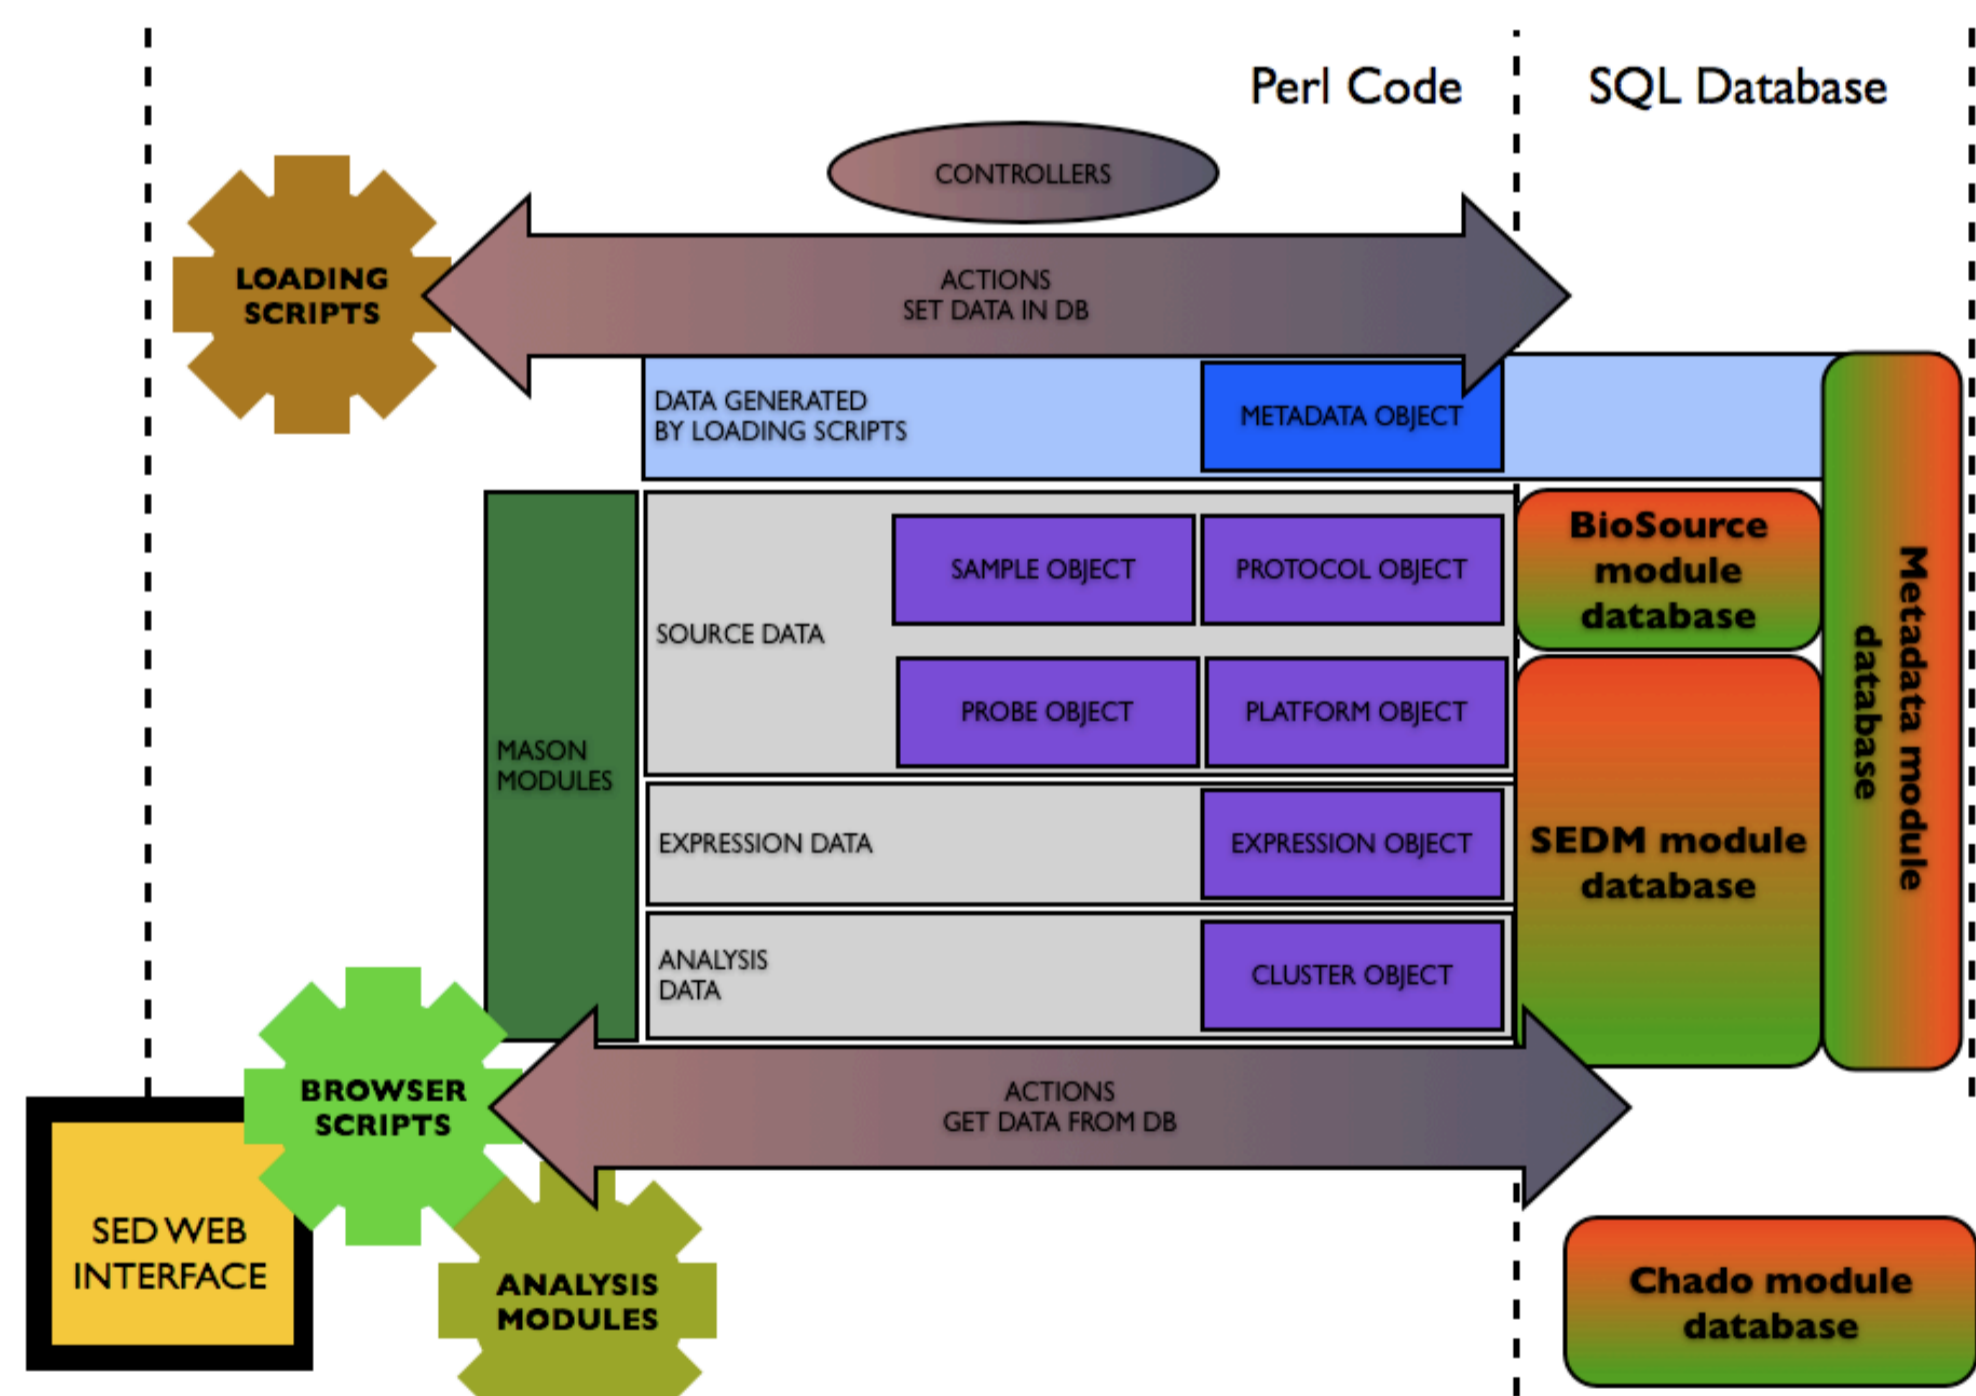 Perl Code
SQL Database
CONTROLLERS
LOADING
SCRIPTS
ACTIONS
SET DATA IN DB
DATA GENERATED
BY LOADING SCRIPTS
METADATA OBJECT
MASON
MODULES
SOURCE DATA
SAMPLE OBJECT
PROTOCOL OBJECT
PROBE OBJECT
PLATFORM OBJECT
EXPRESSION DATA
EXPRESSION OBJECT
ANALYSIS
DATA
CLUSTER OBJECT
BioSource
module
database
SEDM module
database
Metadata module
database
BROWSER
SCRIPTS
ACTIONS
GET DATA FROM DB
SED WEB
INTERFACE
ANALYSIS
MODULES
Chado module
database